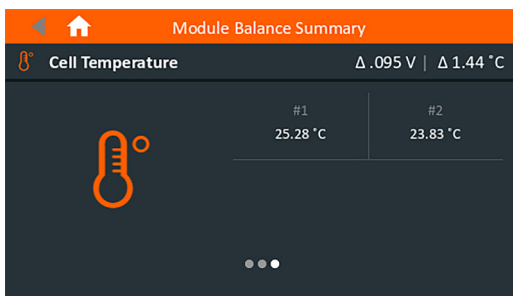 Module Balance Summary
Cell Temperature Δ .095 V | Δ 1.44 °C
#1 #2
25.28 °C 23.83 °C